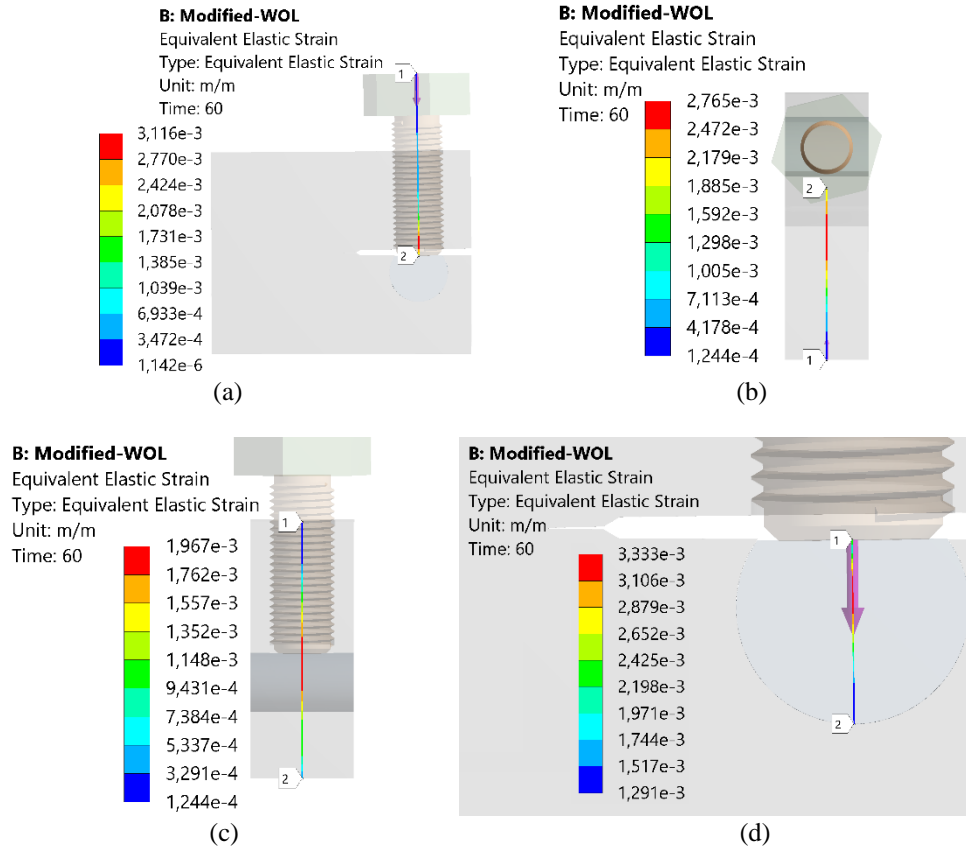 B: Modified-WOL
Equivalent Elastic Strain
Type: Equivalent Elastic Strain
Unit: m/m
Time: 60
3,116e-3
2,770e-3
2,424e-3
2,078e-3
1,731e-3
1,385e-3
1,039e-3
6,933e-4
3,472e-4
1,142e-6
1
2
(a)
B: Modified-WOL
Equivalent Elastic Strain
Type: Equivalent Elastic Strain
Unit: m/m
Time: 60
2,765e-3
2,472e-3
2,179e-3
1,885e-3
1,592e-3
1,298e-3
1,005e-3
7,113e-4
4,178e-4
1,244e-4
2
1
(b)
B: Modified-WOL
Equivalent Elastic Strain
Type: Equivalent Elastic Strain
Unit: m/m
Time: 60
1,967e-3
1,762e-3
1,557e-3
1,352e-3
1,148e-3
9,431e-4
7,384e-4
5,337e-4
3,291e-4
1,244e-4
1
2
(c)
B: Modified-WOL
Equivalent Elastic Strain
Type: Equivalent Elastic Strain
Unit: m/m
Time: 60
3,333e-3
3,106e-3
2,879e-3
2,652e-3
2,425e-3
2,198e-3
1,971e-3
1,744e-3
1,517e-3
1,291e-3
1
2
(d)